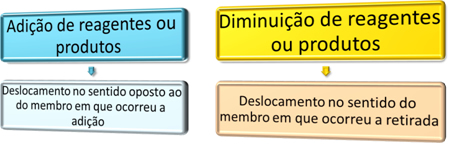 Adição de reagentes ou
produtos
Deslocamento no sentido oposto ao
do membro em que ocorreu a
adição
Diminuição de reagentes
ou produtos
Deslocamento no sentido do
membro em que ocorreu a retirada